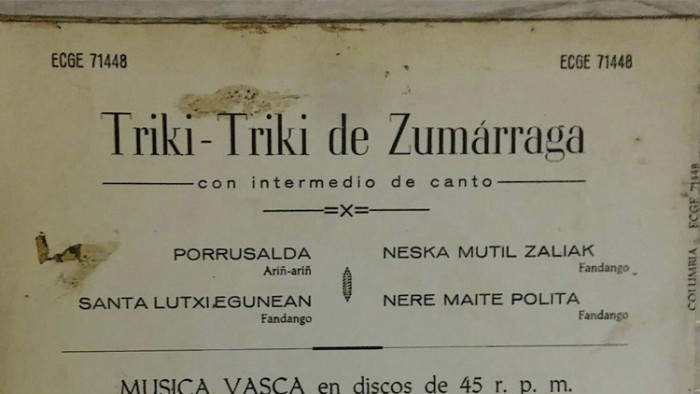 ECGE 71448
ECGE 71448
Triki-Triki de Zumárraga
con intermedio de canto
PORRUSALDA
Ariñ-ariñ
SANTA LUTXI EGUNEAN
Fandango
NESKA MUTIL ZALIAK
Fandango
NERE MAITE POLITA
Fandango
MUSICA VASCA en discos de 45 r. p. m.
COLUMBIA ECGE 71448